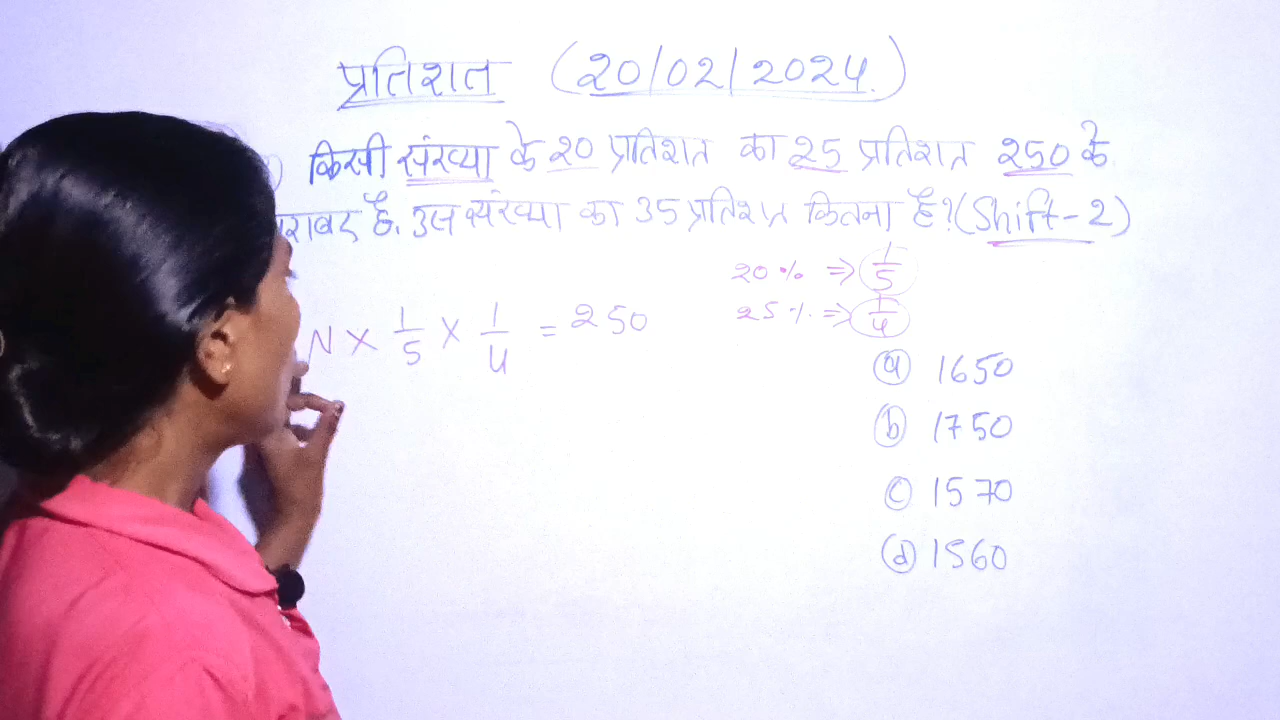 प्रतिशत (20/02/2024)
किसी संख्या के 20 प्रतिशत का 25 प्रतिशत 250 के
बराबर है, उस संख्या का 35 प्रतिशत कितना है? (Shift-2)
20% ⇒ 1/5
25% ⇒ 1/4
N × 1/5 × 1/4 = 250
(a) 1650
(b) 1750
(c) 1570
(d) 1560